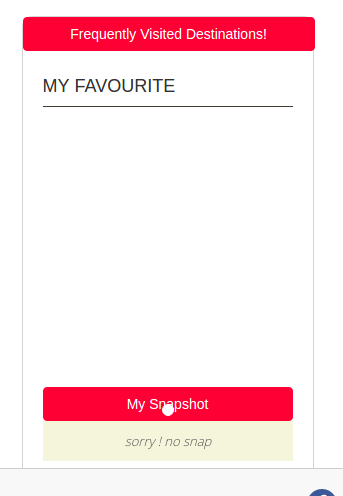 Frequently Visited Destinations!
MY FAVOURITE
My Snapshot
sorry ! no snap